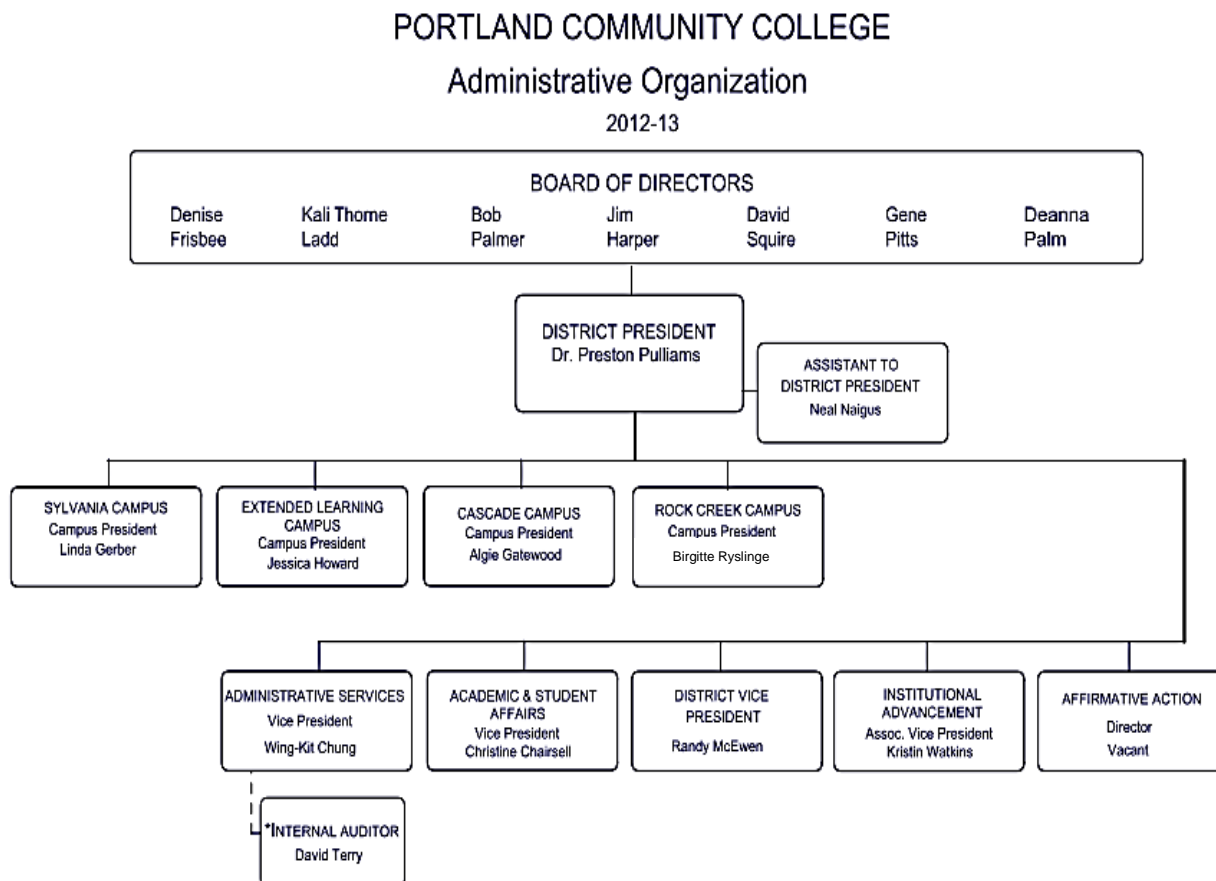 PORTLAND COMMUNITY COLLEGE
Administrative Organization
2012-13
BOARD OF DIRECTORS
Denise Kali Thorne Bob Jim David Gene Deanna
Frisbee Ladd Palmer Harper Squire Pitts Palm
DISTRICT PRESIDENT
Dr. Preston Pulliams
ASSISTANT TO
DISTRICT PRESIDENT
Neal Naigus
SYLVANIA CAMPUS
Campus President
Linda Gerber
EXTENDED LEARNING
CAMPUS
Campus President
Jessica Howard
CASCADE CAMPUS
Campus President
Algie Gatewood
ROCK CREEK CAMPUS
Campus President
Birgitte Ryslinge
ADMINISTRATIVE SERVICES
Vice President
Wing-Kit Chung
ACADEMIC & STUDENT
AFFAIRS
Vice President
Christine Chairsell
DISTRICT VICE
PRESIDENT
Randy McEwen
INSTITUTIONAL
ADVANCEMENT
Assoc. Vice President
Kristin Watkins
AFFIRMATIVE ACTION
Director
Vacant
*INTERNAL AUDITOR
David Terry